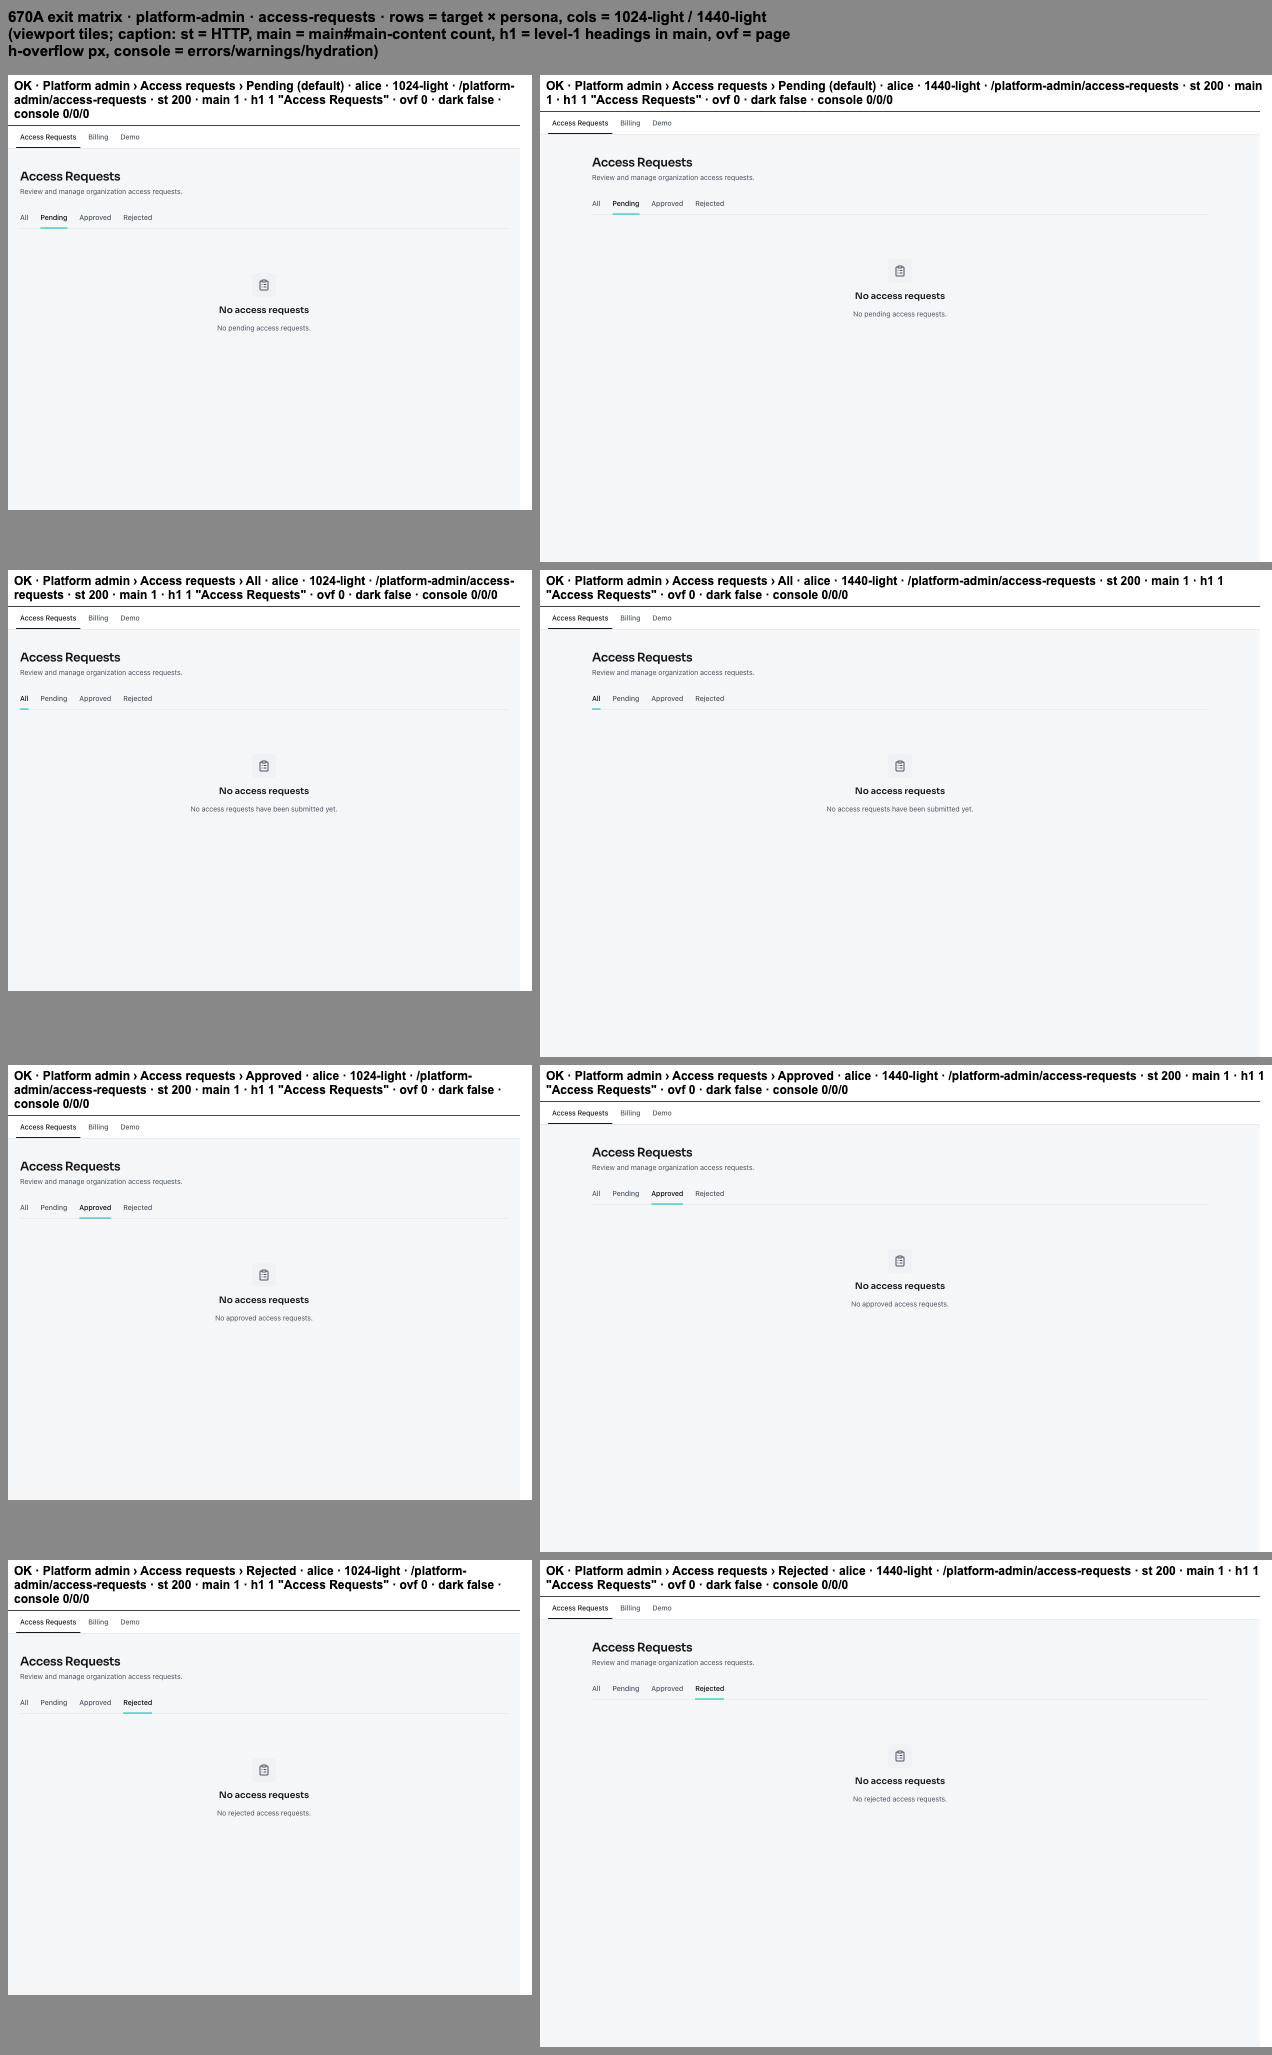 670A exit matrix · platform-admin · access-requests · rows = target × persona, cols = 1024-light / 1440-light
(viewport tiles; caption: st = HTTP, main = main#main-content count, h1 = level-1 headings in main, ovf = page
h-overflow px, console = errors/warnings/hydration)
OK · Platform admin › Access requests › Pending (default) · alice · 1024-light · /platform-
admin/access-requests · st 200 · main 1 · h1 1 "Access Requests" · ovf 0 · dark false ·
console 0/0/0
Access Requests Billing Demo
Access Requests
Review and manage organization access requests.
All Pending Approved Rejected
No access requests
No pending access requests.
OK · Platform admin › Access requests › Pending (default) · alice · 1440-light · /platform-admin/access-requests · st 200 · main
1 · h1 1 "Access Requests" · ovf 0 · dark false · console 0/0/0
Access Requests Billing Demo
Access Requests
Review and manage organization access requests.
All Pending Approved Rejected
No access requests
No pending access requests.
OK · Platform admin › Access requests › All · alice · 1024-light · /platform-admin/access-
requests · st 200 · main 1 · h1 1 "Access Requests" · ovf 0 · dark false · console 0/0/0
Access Requests Billing Demo
Access Requests
Review and manage organization access requests.
All Pending Approved Rejected
No access requests
No access requests have been submitted yet.
OK · Platform admin › Access requests › All · alice · 1440-light · /platform-admin/access-requests · st 200 · main 1 · h1 1
"Access Requests" · ovf 0 · dark false · console 0/0/0
Access Requests Billing Demo
Access Requests
Review and manage organization access requests.
All Pending Approved Rejected
No access requests
No access requests have been submitted yet.
OK · Platform admin › Access requests › Approved · alice · 1024-light · /platform-
admin/access-requests · st 200 · main 1 · h1 1 "Access Requests" · ovf 0 · dark false ·
console 0/0/0
Access Requests Billing Demo
Access Requests
Review and manage organization access requests.
All Pending Approved Rejected
No access requests
No approved access requests.
OK · Platform admin › Access requests › Approved · alice · 1440-light · /platform-admin/access-requests · st 200 · main 1 · h1 1
"Access Requests" · ovf 0 · dark false · console 0/0/0
Access Requests Billing Demo
Access Requests
Review and manage organization access requests.
All Pending Approved Rejected
No access requests
No approved access requests.
OK · Platform admin › Access requests › Rejected · alice · 1024-light · /platform-
admin/access-requests · st 200 · main 1 · h1 1 "Access Requests" · ovf 0 · dark false ·
console 0/0/0
Access Requests Billing Demo
Access Requests
Review and manage organization access requests.
All Pending Approved Rejected
No access requests
No rejected access requests.
OK · Platform admin › Access requests › Rejected · alice · 1440-light · /platform-admin/access-requests · st 200 · main 1 · h1 1
"Access Requests" · ovf 0 · dark false · console 0/0/0
Access Requests Billing Demo
Access Requests
Review and manage organization access requests.
All Pending Approved Rejected
No access requests
No rejected access requests.